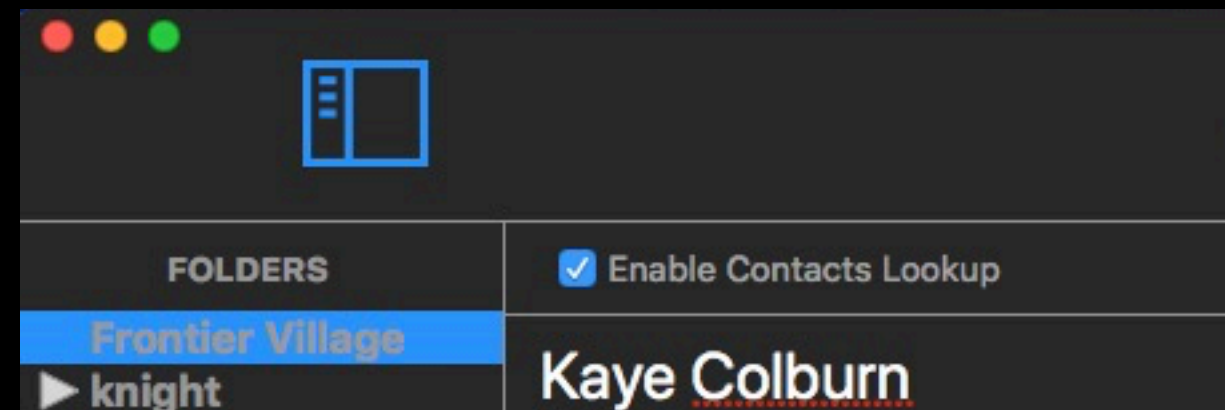 FOLDERS
Enable Contacts Lookup
Frontier Village
knight
Kaye Colburn